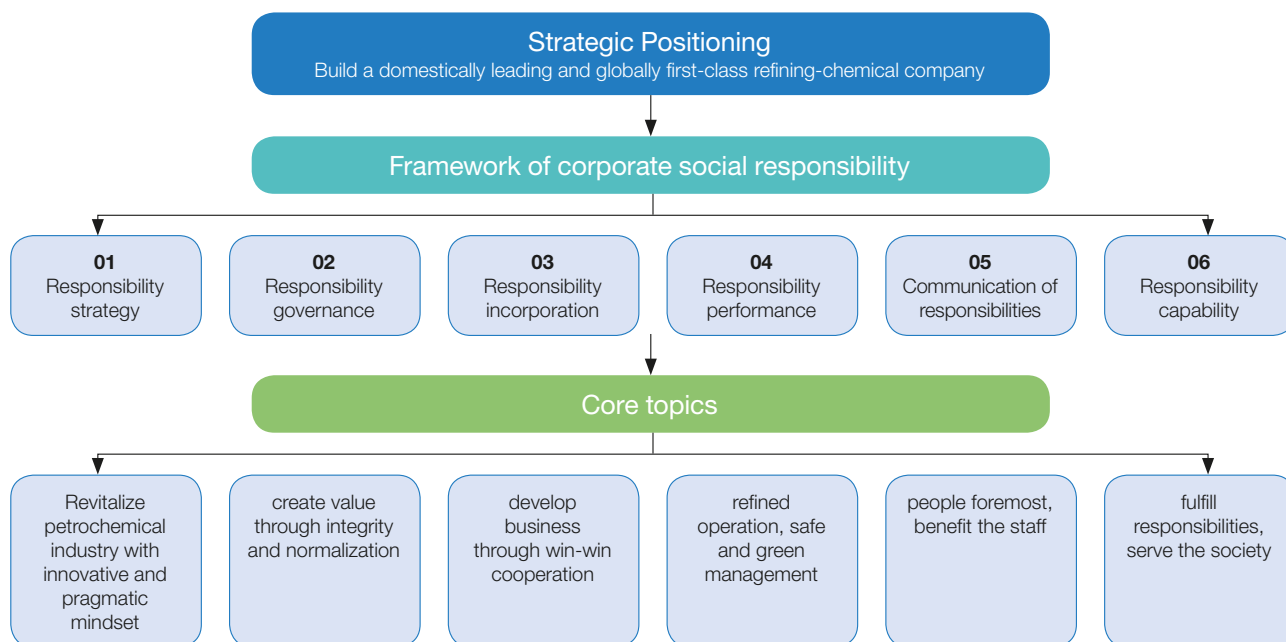 Strategic Positioning
Build a domestically leading and globally first-class refining-chemical company
Framework of corporate social responsibility
01
Responsibility
strategy
02
Responsibility
governance
03
Responsibility
incorporation
04
Responsibility
performance
05
Communication of
responsibilities
06
Responsibility
capability
Core topics
Revitalize
petrochemical
industry with
innovative and
pragmatic
mindset
create value
through integrity
and normalization
develop
business
through win-win
cooperation
refined
operation, safe
and green
management
people foremost,
benefit the staff
fulfill
responsibilities,
serve the society